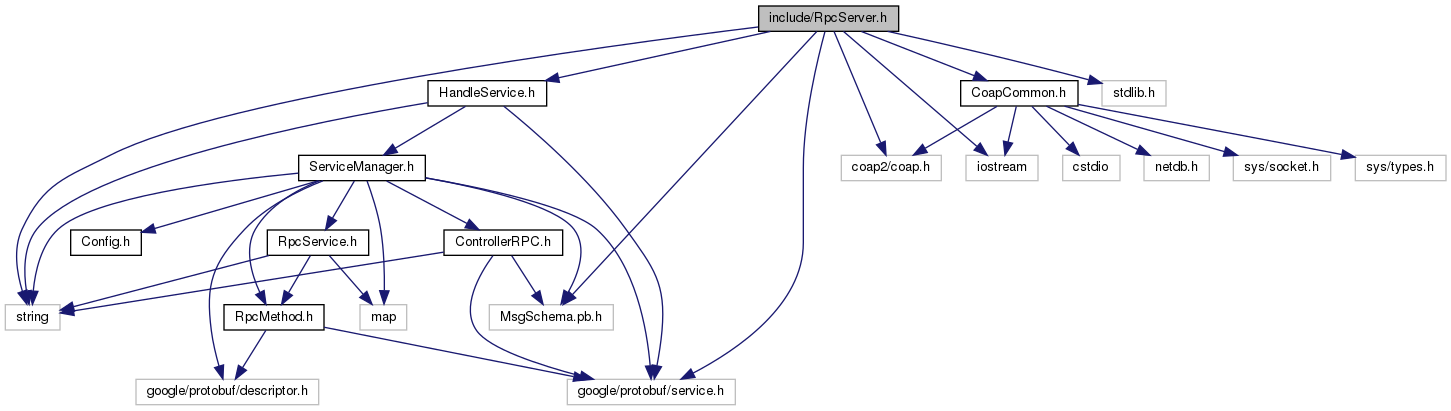 include/RpcServer.h
HandleService.h
CoapCommon.h
stdlib.h
ServiceManager.h
coap2/coap.h
iostream
cstdio
netdb.h
sys/socket.h
sys/types.h
Config.h
RpcService.h
ControllerRPC.h
string
RpcMethod.h
map
MsgSchema.pb.h
google/protobuf/descriptor.h
google/protobuf/service.h